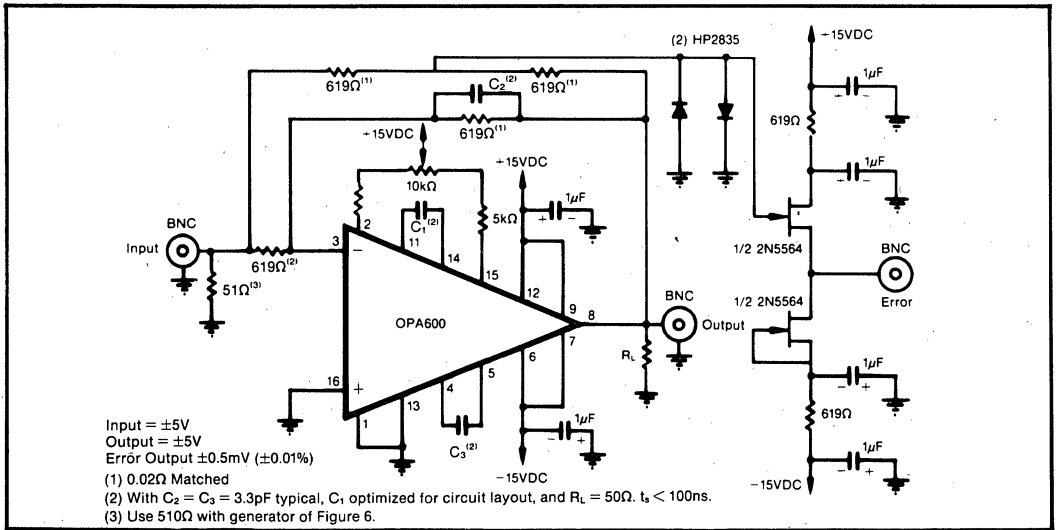 (2) HP2835
+15VDC
1μF
619Ω(1)
619Ω(1)
C2(2)
619Ω(1)
619Ω
+15VDC
+15VDC
1μF
10kΩ
1μF
5kΩ
C1(2)
BNC
2
11
14
15
Input
3
−
619Ω(2)
51Ω(3)
1/2 2N5564
BNC
Error
12
9
8
BNC
Output
OPA600
1/2 2N5564
7
6
RL
5
4
16
+
13
1
C3(2)
1μF
1μF
619Ω
1μF
−15VDC
−15VDC
Input = ±5V
Output = ±5V
Error Output ±0.5mV (±0.01%)
(1) 0.02Ω Matched
(2) With C2 = C3 = 3.3pF typical, C1 optimized for circuit layout, and RL = 50Ω. ts < 100ns.
(3) Use 510Ω with generator of Figure 6.